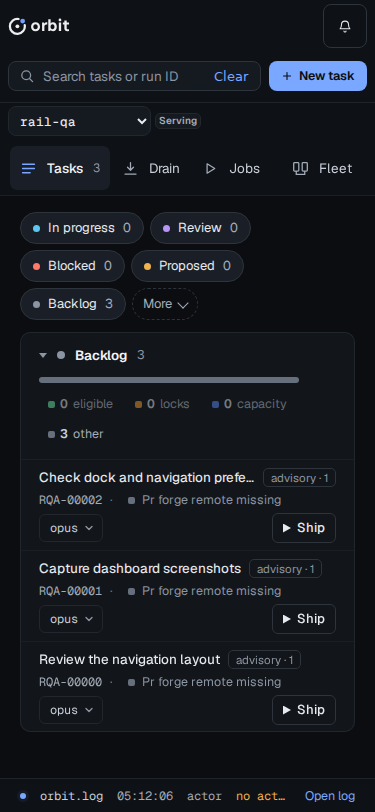 orbit
Search tasks or run ID Clear + New task
rail-qa Serving
Tasks 3 Drain Jobs Fleet
In progress 0 Review 0
Blocked 0 Proposed 0
Backlog 3 More
Backlog 3
0 eligible 0 locks 0 capacity
3 other
Check dock and navigation prefe… advisory · 1
RQA-00002 · Pr forge remote missing
opus Ship
Capture dashboard screenshots advisory · 1
RQA-00001 · Pr forge remote missing
opus Ship
Review the navigation layout advisory · 1
RQA-00000 · Pr forge remote missing
opus Ship
orbit.log 05:12:06 actor no act… Open log